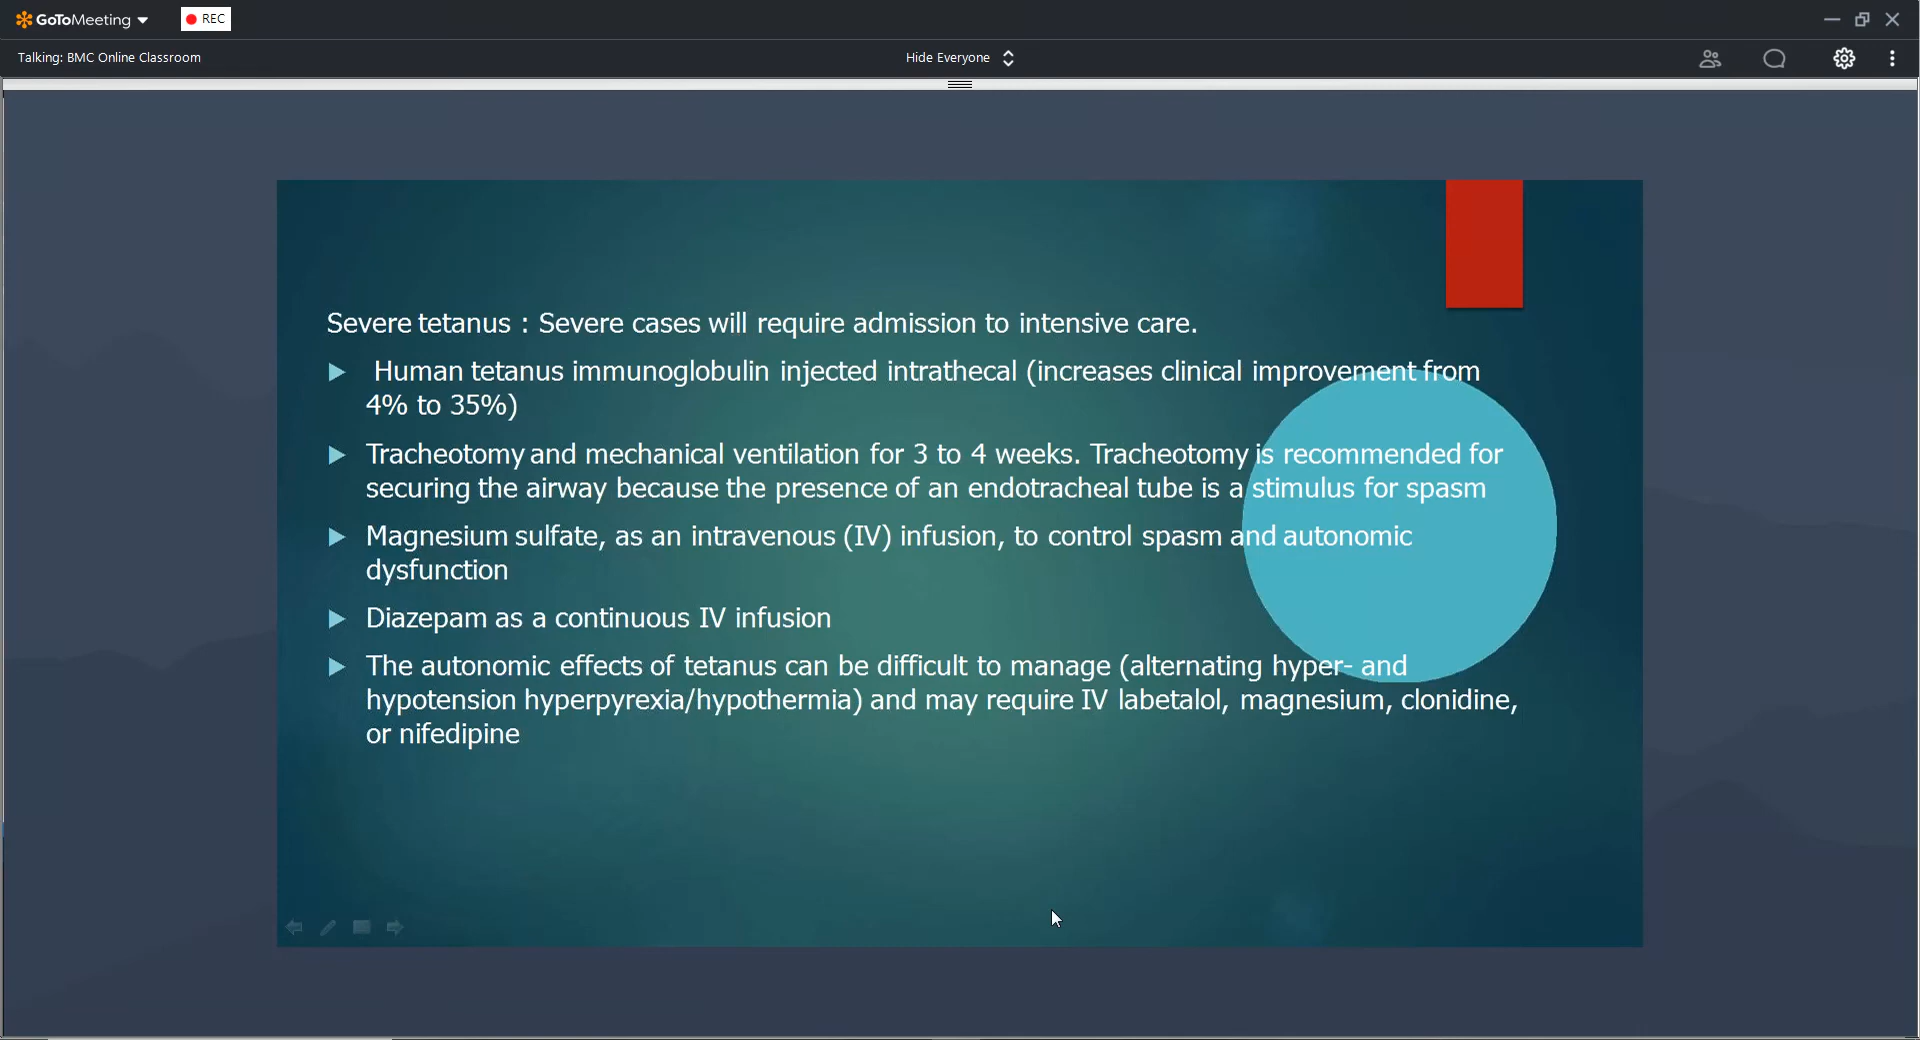 GoToMeeting
REC
Talking: BMC Online Classroom
Hide Everyone
Severe tetanus : Severe cases will require admission to intensive care.
Human tetanus immunoglobulin injected intrathecal (increases clinical improvement from
4% to 35%)
Tracheotomy and mechanical ventilation for 3 to 4 weeks. Tracheotomy is recommended for
securing the airway because the presence of an endotracheal tube is a stimulus for spasm
Magnesium sulfate, as an intravenous (IV) infusion, to control spasm and autonomic
dysfunction
Diazepam as a continuous IV infusion
The autonomic effects of tetanus can be difficult to manage (alternating hyper- and
hypotension hyperpyrexia/hypothermia) and may require IV labetalol, magnesium, clonidine,
or nifedipine